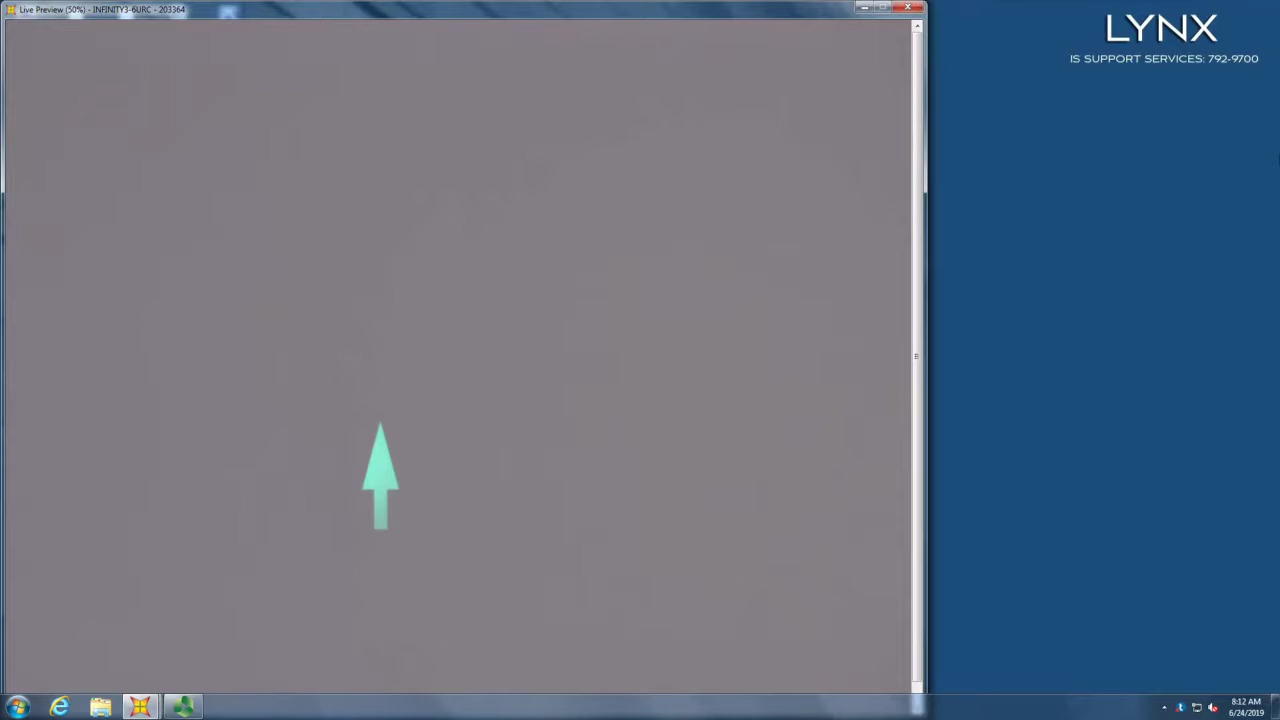 Live Preview (50%) - INFINITY3-6URC - 203364
LYNX
IS SUPPORT SERVICES: 792-9700
8:12 AM
6/24/2019